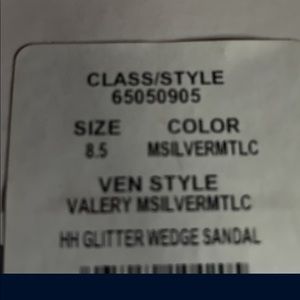 CLASS/STYLE
65050905
SIZE COLOR
8.5 MSILVERMTLC
VEN STYLE
VALERY MSILVERMTLC
HH GLITTER WEDGE SANDAL